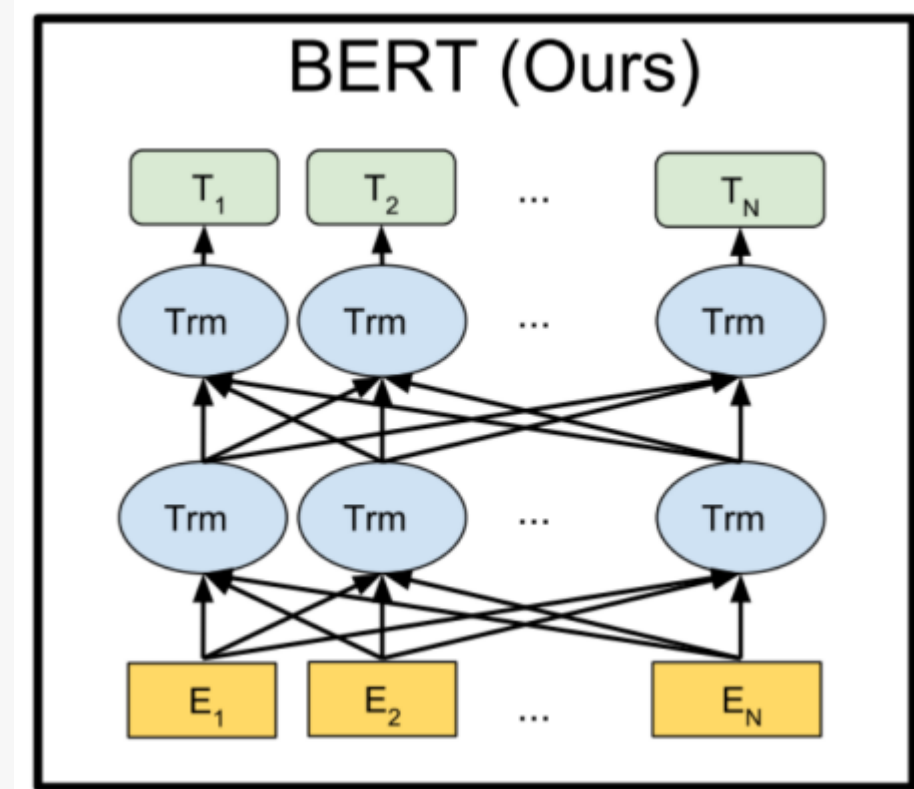 BERT (Ours)
T1 T2 ... TN
Trm Trm ... Trm
Trm Trm ... Trm
E1 E2 ... EN